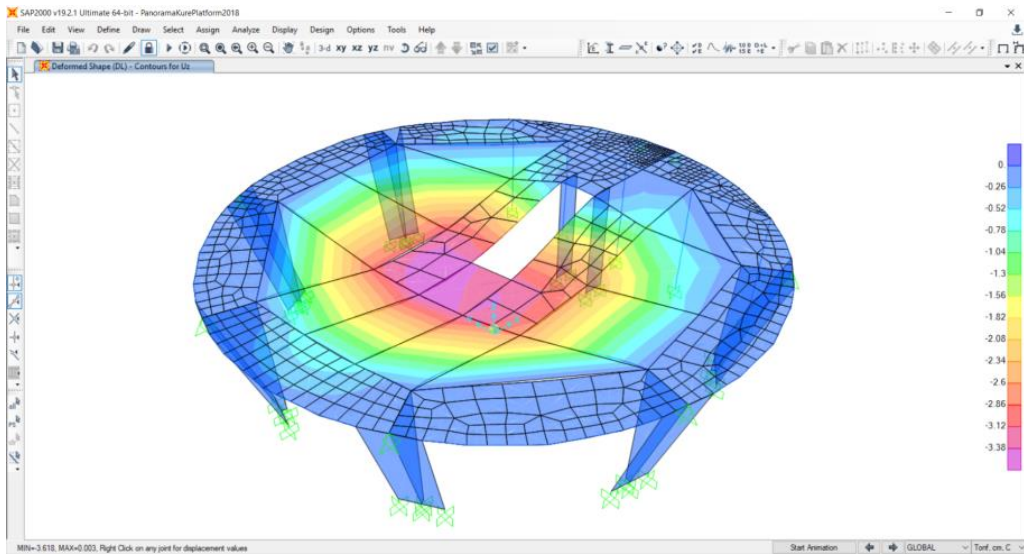 SAP2000 v19.2.1 Ultimate 64-bit - PanoramaKurePlatform2018
File Edit View Define Draw Select Assign Analyze Display Design Options Tools Help
3-d xy xz yz nv
Deformed Shape (DL) - Contours for Uz
0.
-0.26
-0.52
-0.78
-1.04
-1.3
-1.56
-1.82
-2.08
-2.34
-2.6
-2.86
-3.12
-3.38
MIN=-3.618, MAX=0.003, Right Click on any joint for displacement values
Start Animation
GLOBAL
Tonf, cm, C